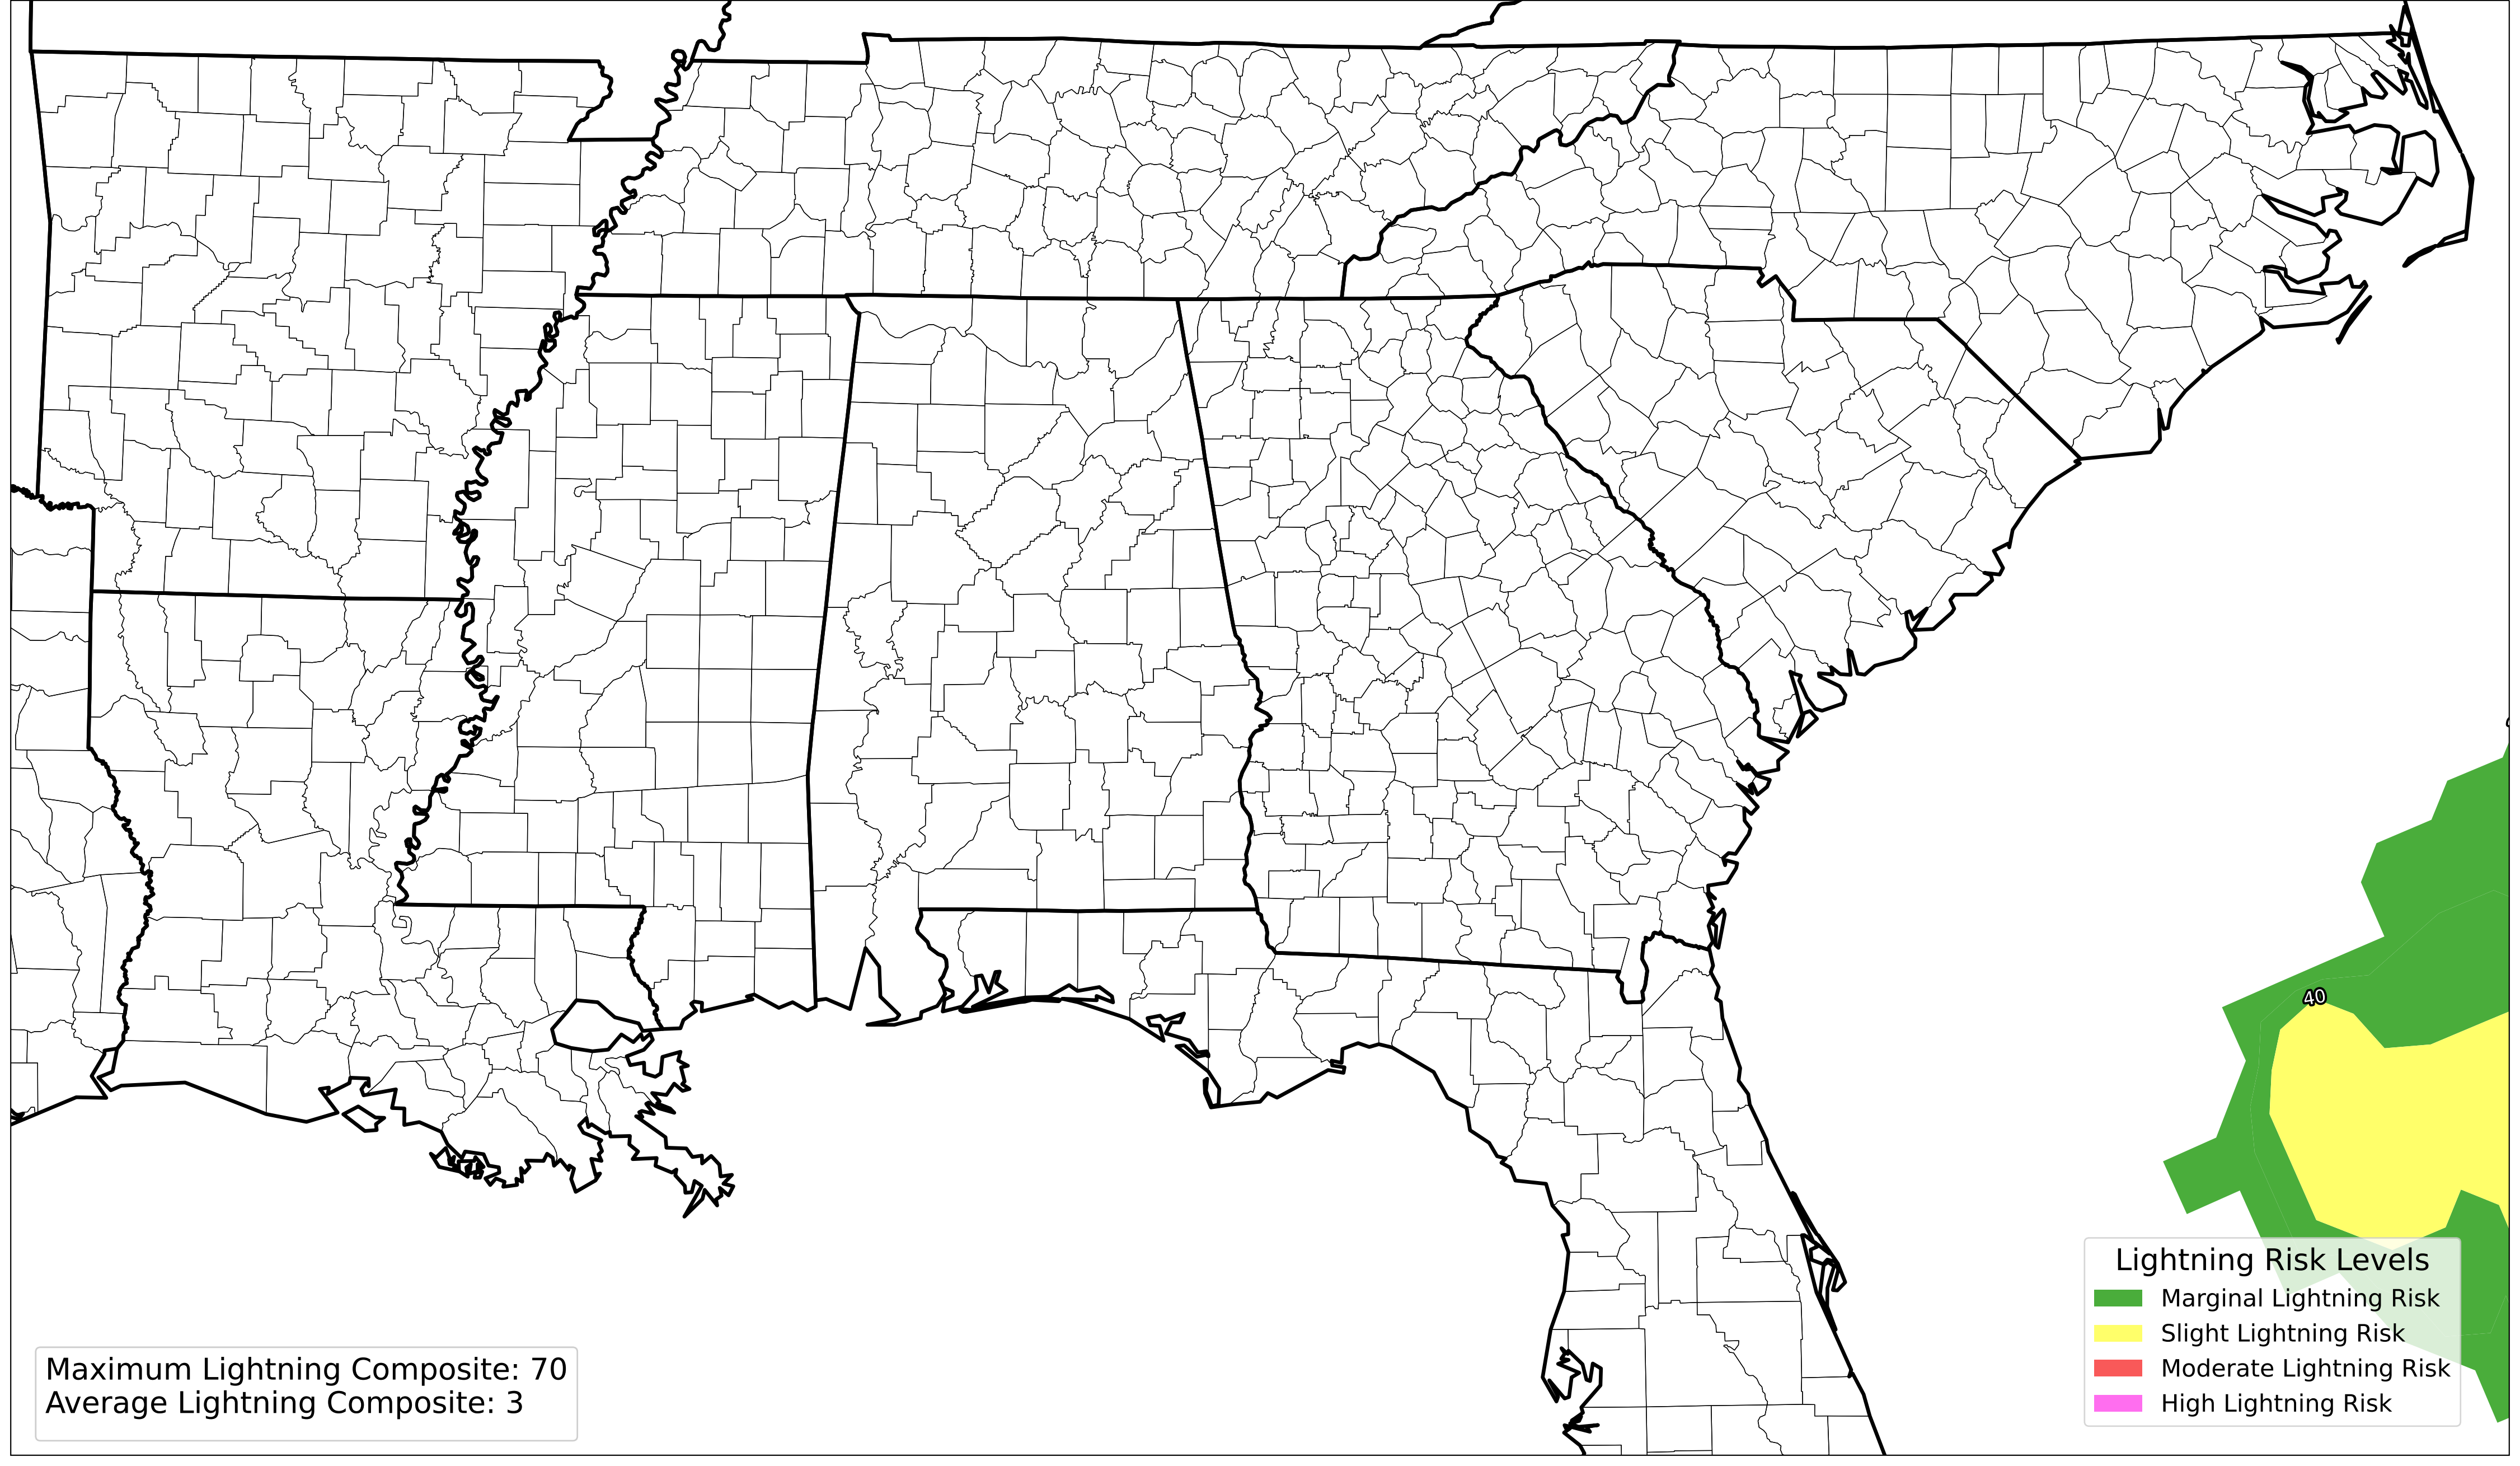 40
Lightning Risk Levels
Marginal Lightning Risk
Slight Lightning Risk
Moderate Lightning Risk
High Lightning Risk
Maximum Lightning Composite: 70
Average Lightning Composite: 3